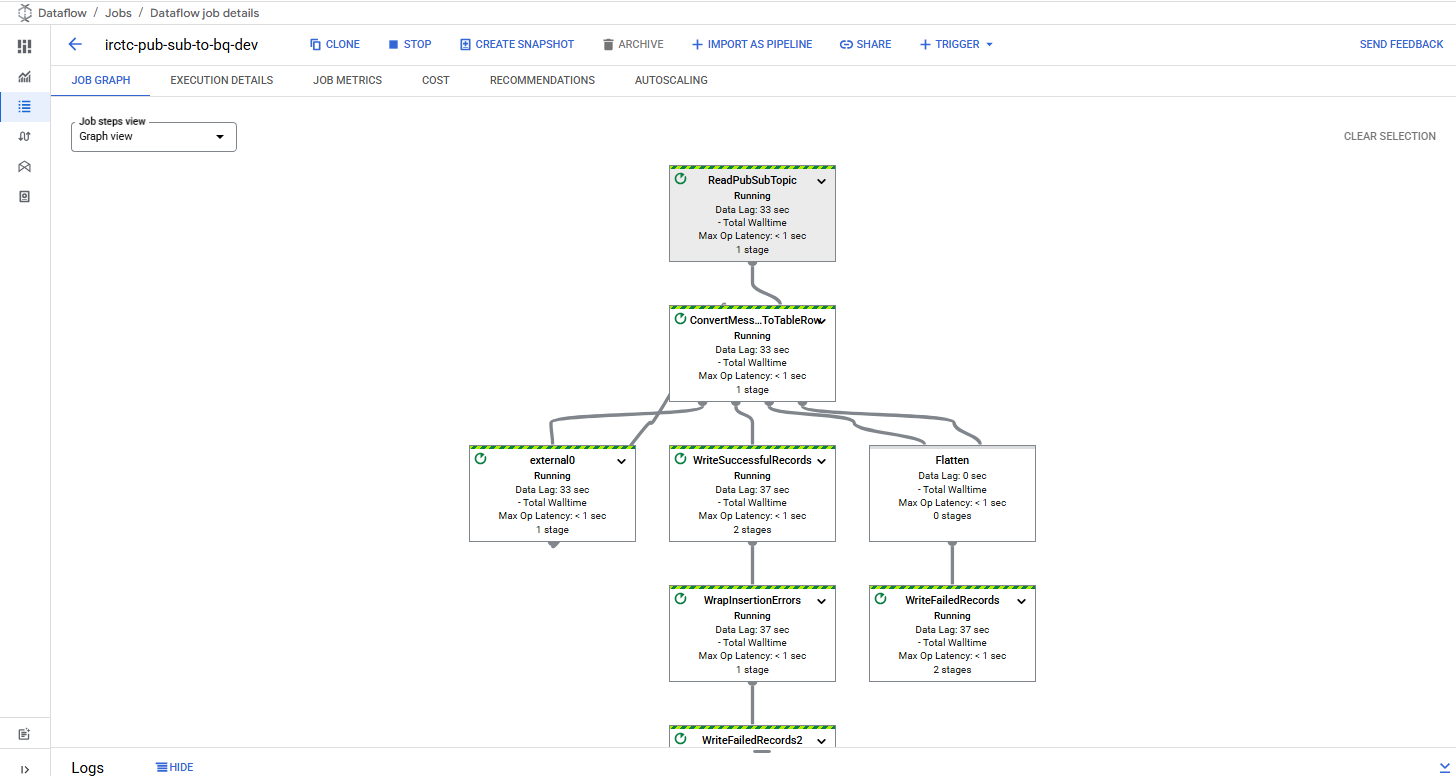 Dataflow / Jobs / Dataflow job details
irctc-pub-sub-to-bq-dev CLONE STOP CREATE SNAPSHOT ARCHIVE IMPORT AS PIPELINE SHARE TRIGGER SEND FEEDBACK
JOB GRAPH EXECUTION DETAILS JOB METRICS COST RECOMMENDATIONS AUTOSCALING
Job steps view
Graph view
CLEAR SELECTION
ReadPubSubTopic
Running
Data Lag: 33 sec
- Total Walltime
Max Op Latency: < 1 sec
1 stage
ConvertMess...ToTableRow
Running
Data Lag: 33 sec
- Total Walltime
Max Op Latency: < 1 sec
1 stage
external0
Running
Data Lag: 33 sec
- Total Walltime
Max Op Latency: < 1 sec
1 stage
WriteSuccessfulRecords
Running
Data Lag: 37 sec
- Total Walltime
Max Op Latency: < 1 sec
2 stages
Flatten
Data Lag: 0 sec
- Total Walltime
Max Op Latency: < 1 sec
0 stages
WrapInsertionErrors
Running
Data Lag: 37 sec
- Total Walltime
Max Op Latency: < 1 sec
1 stage
WriteFailedRecords
Running
Data Lag: 37 sec
- Total Walltime
Max Op Latency: < 1 sec
2 stages
WriteFailedRecords2
Logs HIDE